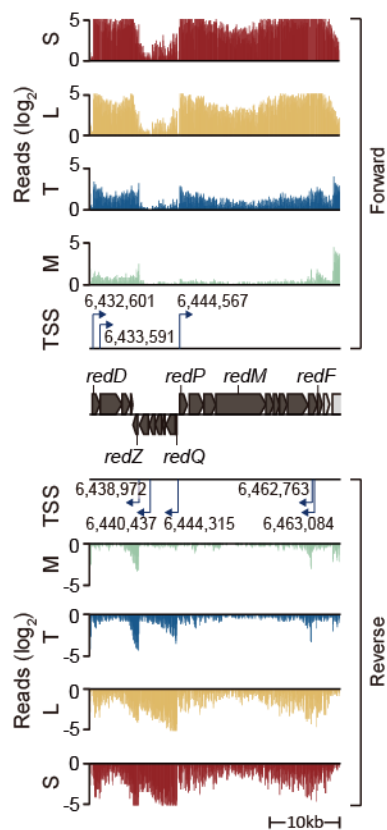 5
0
S
5
0
L
Reads (log2)
5
0
T
5
0
M
Forward
6,432,601
6,444,567
6,433,591
TSS
redD
redP
redM
redF
redZ
redQ
TSS
6,438,972
6,462,763
6,440,437
6,444,315
6,463,084
0
-5
M
0
-5
T
Reads (log2)
0
-5
L
0
-5
S
Reverse
10kb